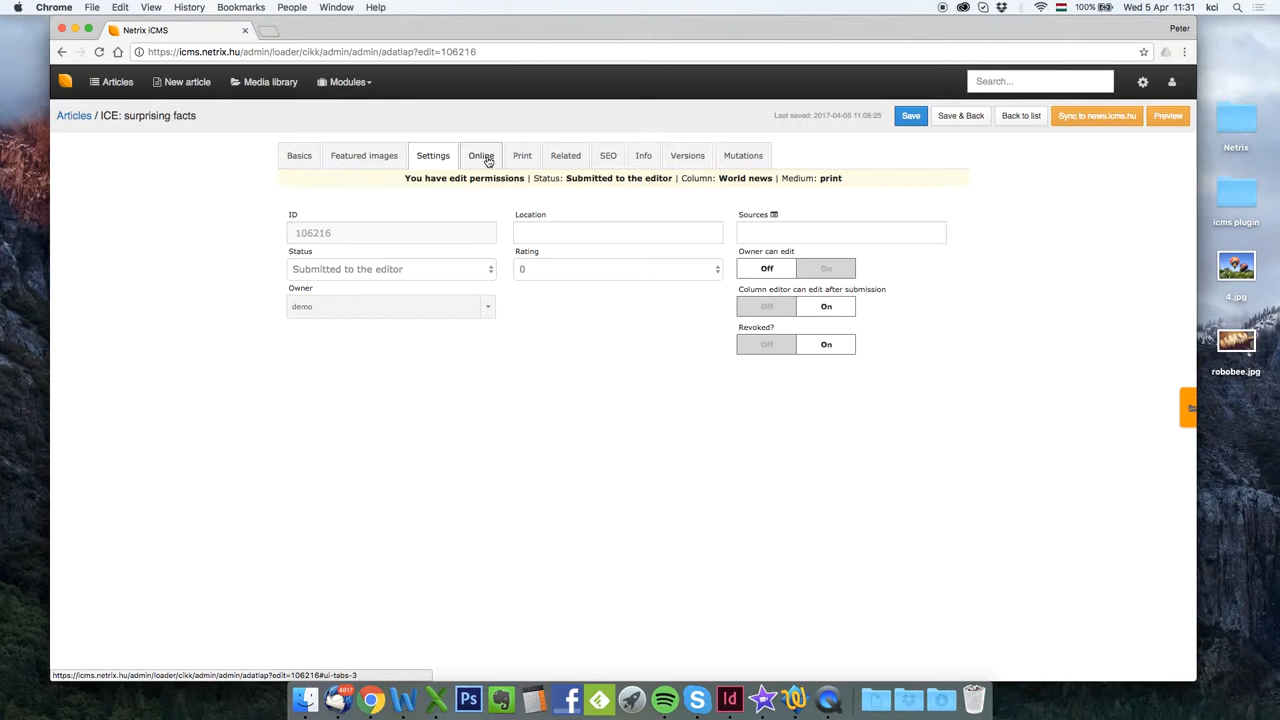 Chrome File Edit View History Bookmarks People Window Help 100% Wed 5 Apr 11:31 kci
Netrix iCMS Peter
https://icms.netrix.hu/admin/loader/cikk/admin/admin/adatlap?edit=106216
Articles New article Media library Modules Search...
Articles / ICE: surprising facts Last saved: 2017-04-05 11:08:25 Save Save & Back Back to list Sync to news.icms.hu Preview
Basics Featured images Settings Online Print Related SEO Info Versions Mutations
You have edit permissions | Status: Submitted to the editor | Column: World news | Medium: print
ID Location Sources
106216
Status Rating Owner can edit
Submitted to the editor 0 Off On
Owner Column editor can edit after submission
demo Off On
Revoked?
Off On
Netrix
icms plugin
4.jpg
robobee.jpg
https://icms.netrix.hu/admin/loader/cikk/admin/admin/adatlap?edit=106216#ui-tabs-3
4817
Ps
Id